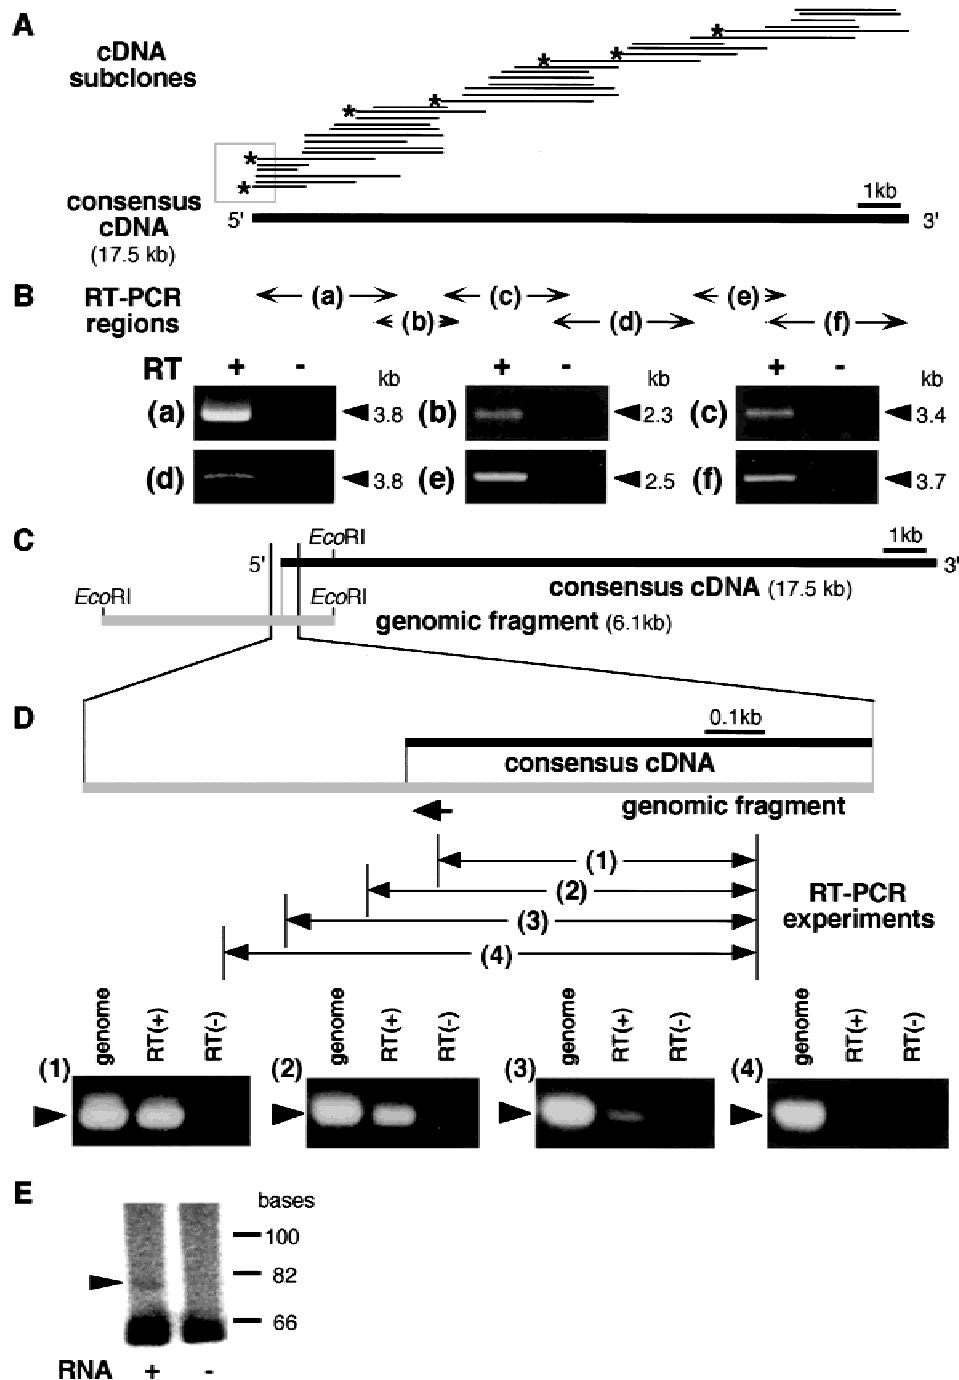 A
cDNA
subclones
*
*
*
*
*
*
*
consensus
cDNA
(17.5 kb)
5'
1kb
3'
B
RT-PCR
regions
(a)
(b)
(c)
(d)
(e)
(f)
RT
+ -
kb
+ -
kb
+ -
kb
(a)
3.8
(b)
2.3
(c)
3.4
(d)
3.8
(e)
2.5
(f)
3.7
C
EcoRI
1kb
5'
3'
consensus cDNA (17.5 kb)
EcoRI
EcoRI
genomic fragment (6.1kb)
D
0.1kb
consensus cDNA
genomic fragment
(1)
(2)
(3)
(4)
RT-PCR
experiments
genome
RT(+)
RT(-)
genome
RT(+)
RT(-)
genome
RT(+)
RT(-)
genome
RT(+)
RT(-)
(1)
(2)
(3)
(4)
E
bases
100
82
66
RNA + -